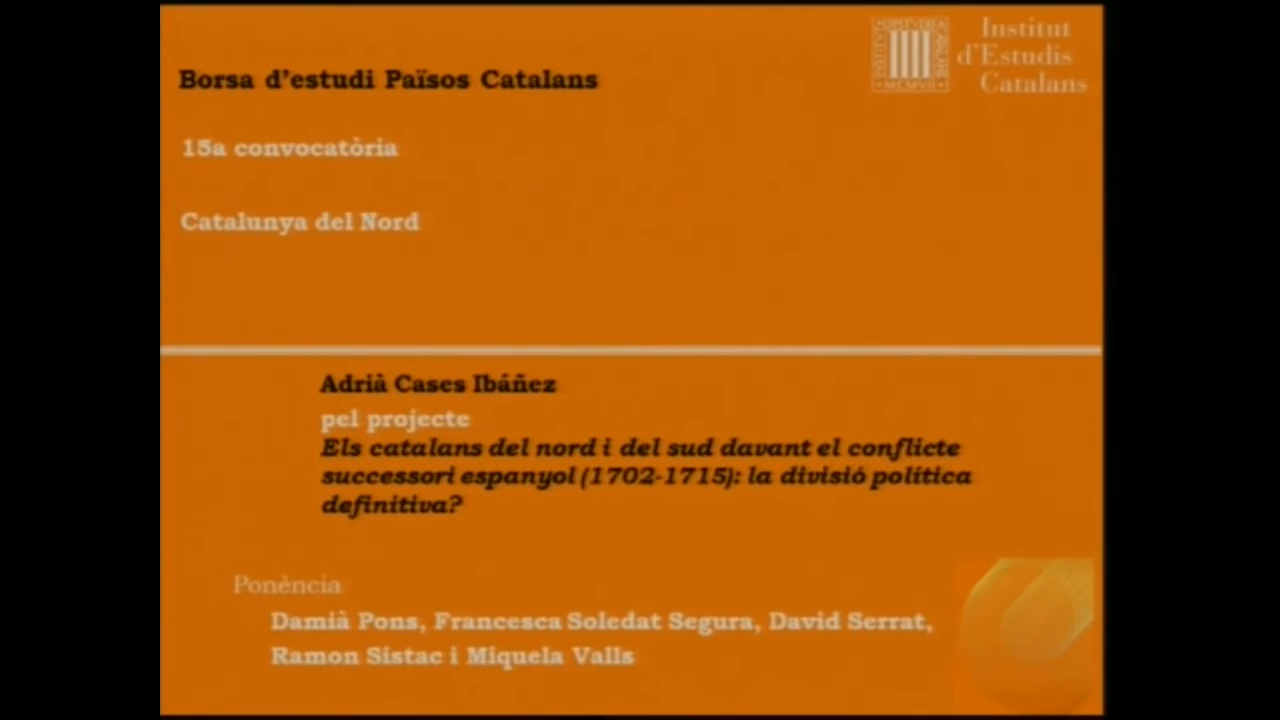 Institut
d'Estudis
Catalans
MCMVII
Borsa d'estudi Països Catalans
15a convocatòria
Catalunya del Nord
Adrià Cases Ibáñez
pel projecte
Els catalans del nord i del sud davant el conflicte
successori espanyol (1702-1715): la divisió política
definitiva?
Ponència
Damià Pons, Francesca Soledat Segura, David Serrat,
Ramon Sistac i Miquela Valls